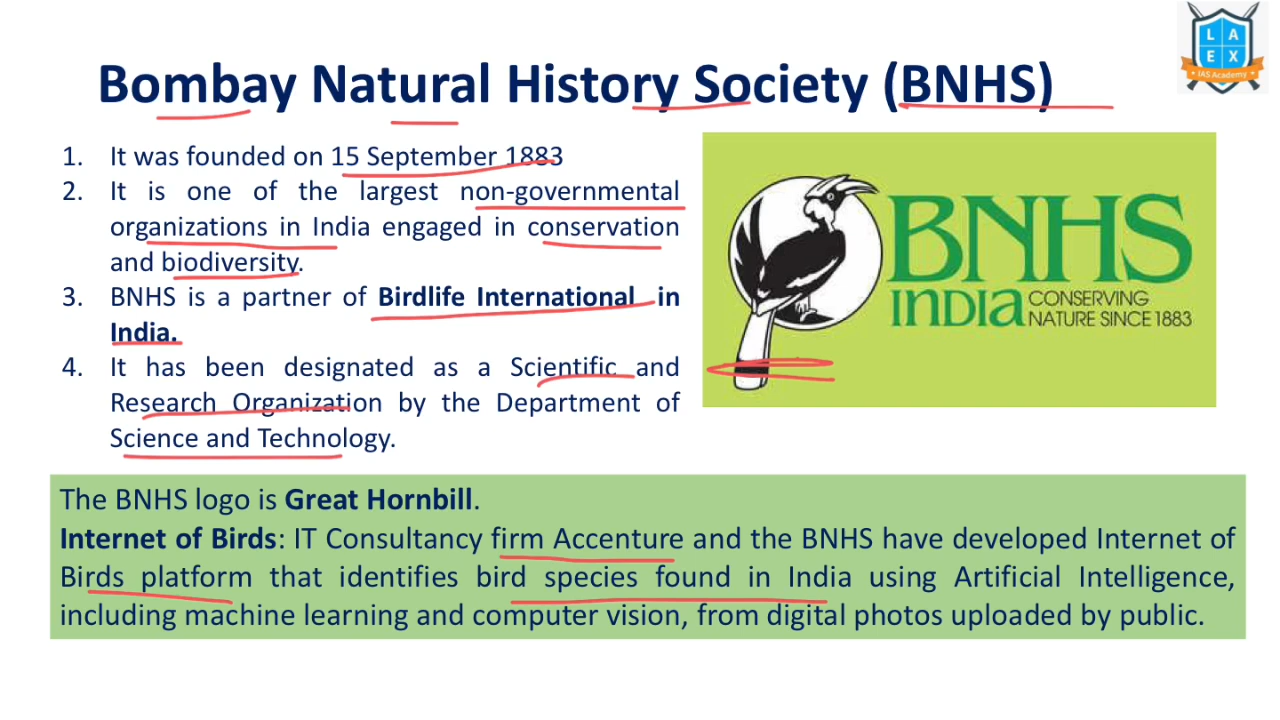 L A
E X
IAS Academy
Bombay Natural History Society (BNHS)
1. It was founded on 15 September 1883
2. It is one of the largest non-governmental
organizations in India engaged in conservation
and biodiversity.
3. BNHS is a partner of Birdlife International in
India.
4. It has been designated as a Scientific and
Research Organization by the Department of
Science and Technology.
BNHS
INDIa CONSERVING
NATURE SINCE 1883
The BNHS logo is Great Hornbill.
Internet of Birds: IT Consultancy firm Accenture and the BNHS have developed Internet of
Birds platform that identifies bird species found in India using Artificial Intelligence,
including machine learning and computer vision, from digital photos uploaded by public.